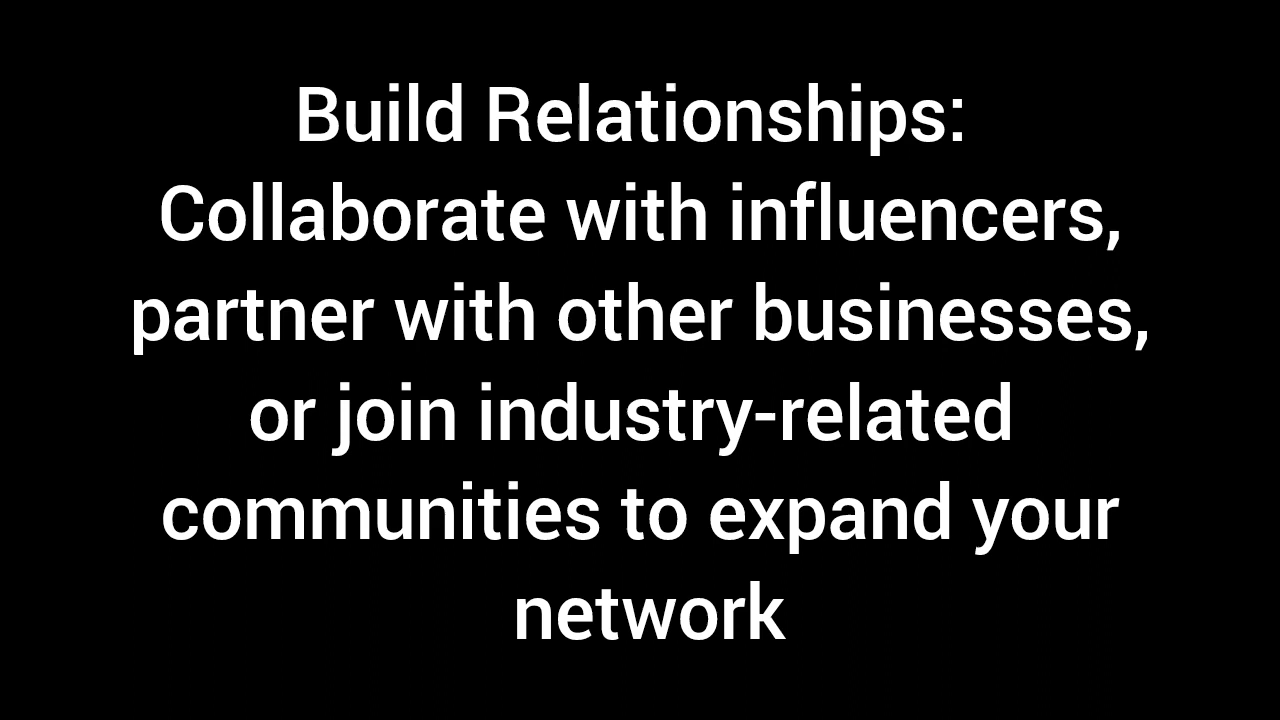 Build Relationships:
Collaborate with influencers,
partner with other businesses,
or join industry-related
communities to expand your
network